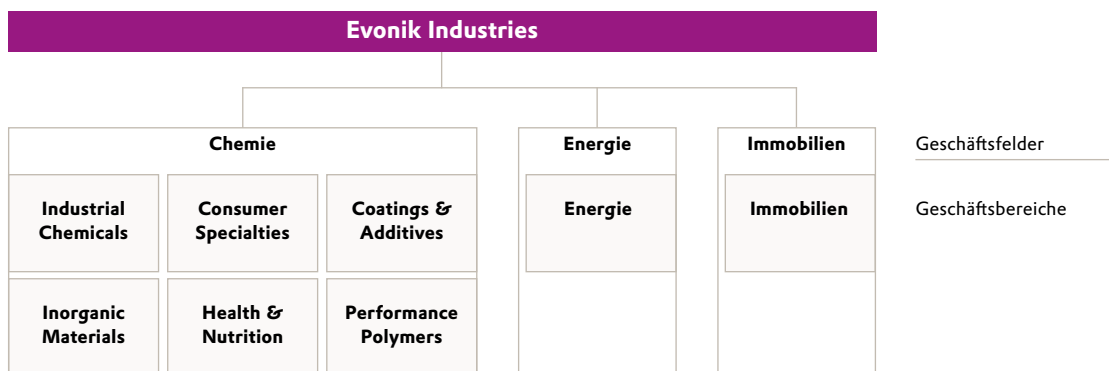 Evonik Industries
Chemie
Energie
Immobilien
Geschäftsfelder
Industrial
Chemicals
Consumer
Specialties
Coatings &
Additives
Energie
Immobilien
Geschäftsbereiche
Inorganic
Materials
Health &
Nutrition
Performance
Polymers